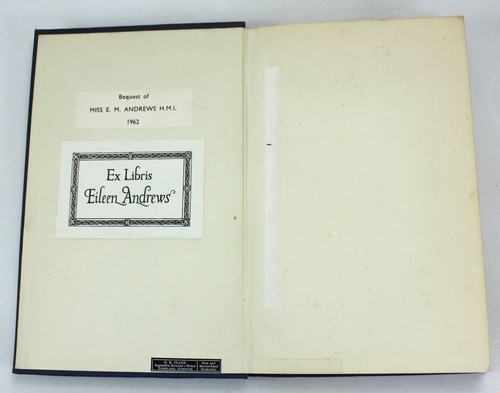 Bequest of
MISS E. M. ANDREWS H.M.I.
1962
Ex Libris
Eileen Andrews